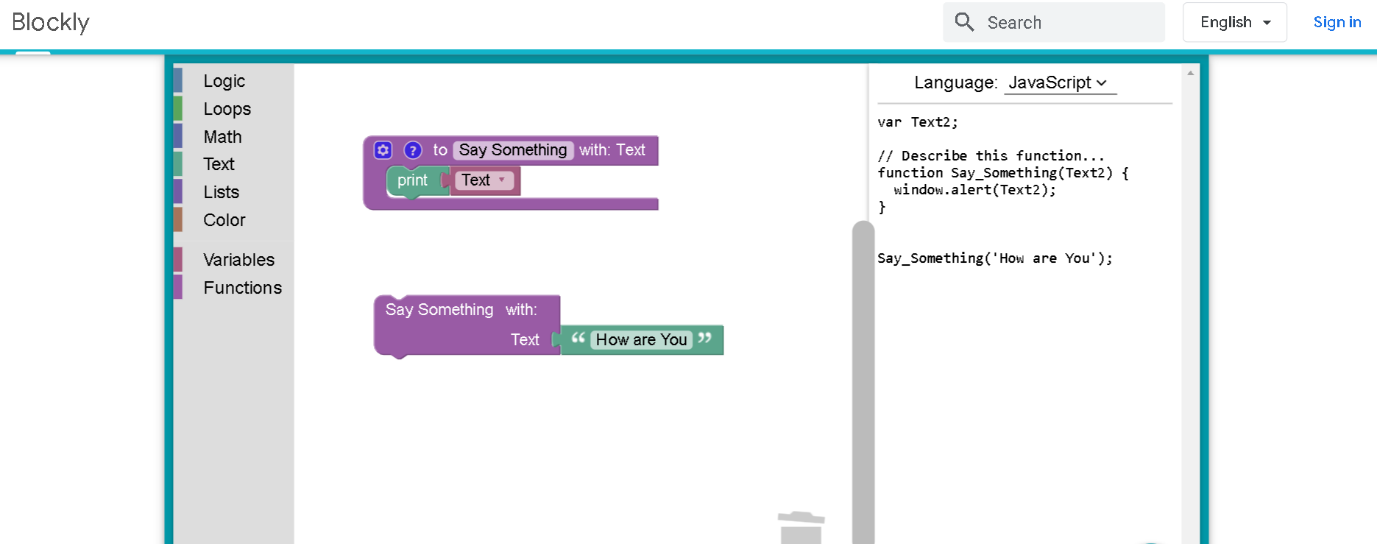 Blockly
Search
English
Sign in
Logic
Loops
Math
Text
Lists
Color
Variables
Functions
? to Say Something with: Text
print Text
Say Something with:
Text “ How are You ”
Language: JavaScript
var Text2;
// Describe this function...
function Say_Something(Text2) {
window.alert(Text2);
}
Say_Something('How are You');